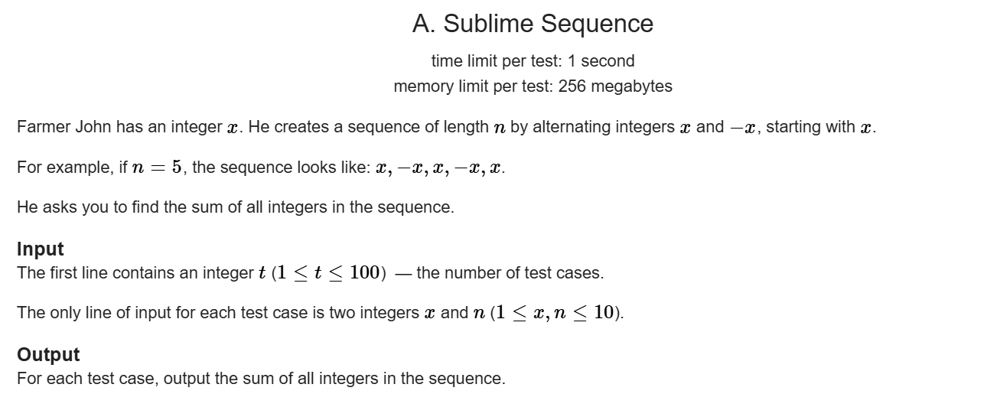 A. Sublime Sequence
time limit per test: 1 second
memory limit per test: 256 megabytes
Farmer John has an integer x. He creates a sequence of length n by alternating integers x and −x, starting with x.
For example, if n = 5, the sequence looks like: x, −x, x, −x, x.
He asks you to find the sum of all integers in the sequence.
Input
The first line contains an integer t (1 ≤ t ≤ 100) — the number of test cases.
The only line of input for each test case is two integers x and n (1 ≤ x, n ≤ 10).
Output
For each test case, output the sum of all integers in the sequence.